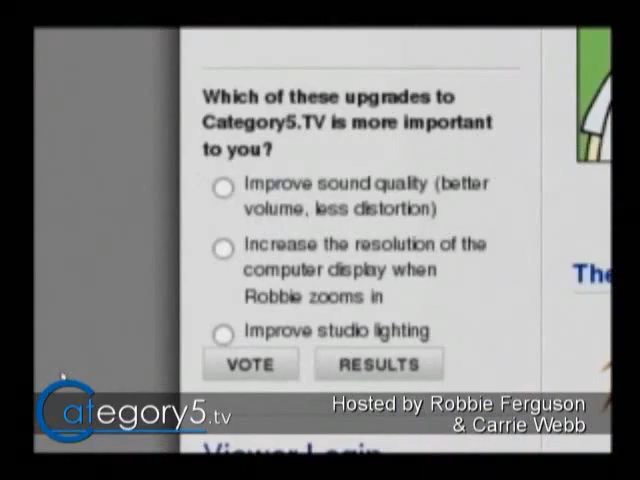 Which of these upgrades to
Category5.TV is more important
to you?
Improve sound quality (better
volume, less distortion)
Increase the resolution of the
computer display when
Robbie zooms in
The
Improve studio lighting
VOTE
RESULTS
Category5.tv
Hosted by Robbie Ferguson
& Carrie Webb
Viewer Login